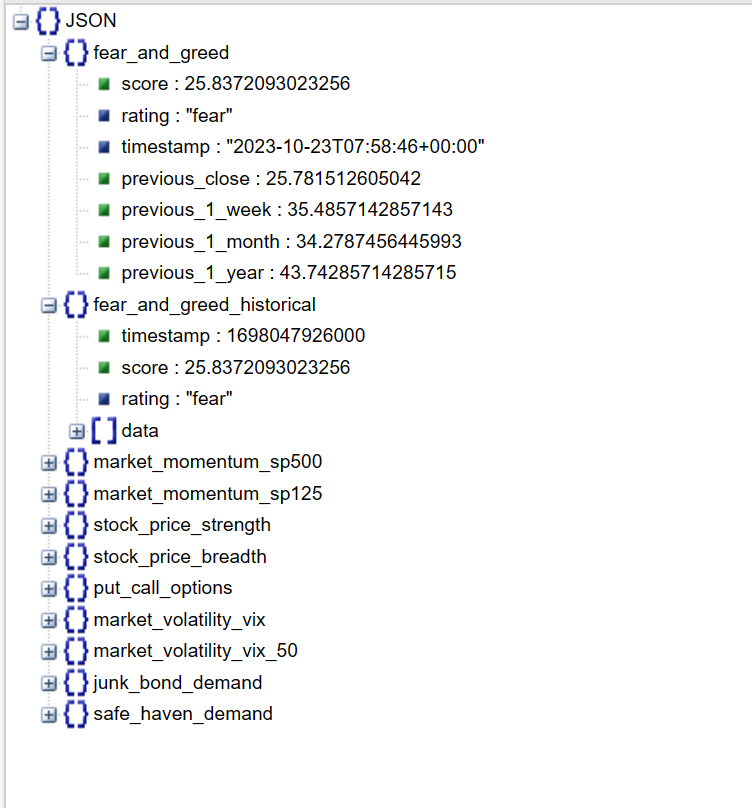 JSON
fear_and_greed
score : 25.8372093023256
rating : "fear"
timestamp : "2023-10-23T07:58:46+00:00"
previous_close : 25.781512605042
previous_1_week : 35.4857142857143
previous_1_month : 34.2787456445993
previous_1_year : 43.74285714285715
fear_and_greed_historical
timestamp : 1698047926000
score : 25.8372093023256
rating : "fear"
data
market_momentum_sp500
market_momentum_sp125
stock_price_strength
stock_price_breadth
put_call_options
market_volatility_vix
market_volatility_vix_50
junk_bond_demand
safe_haven_demand